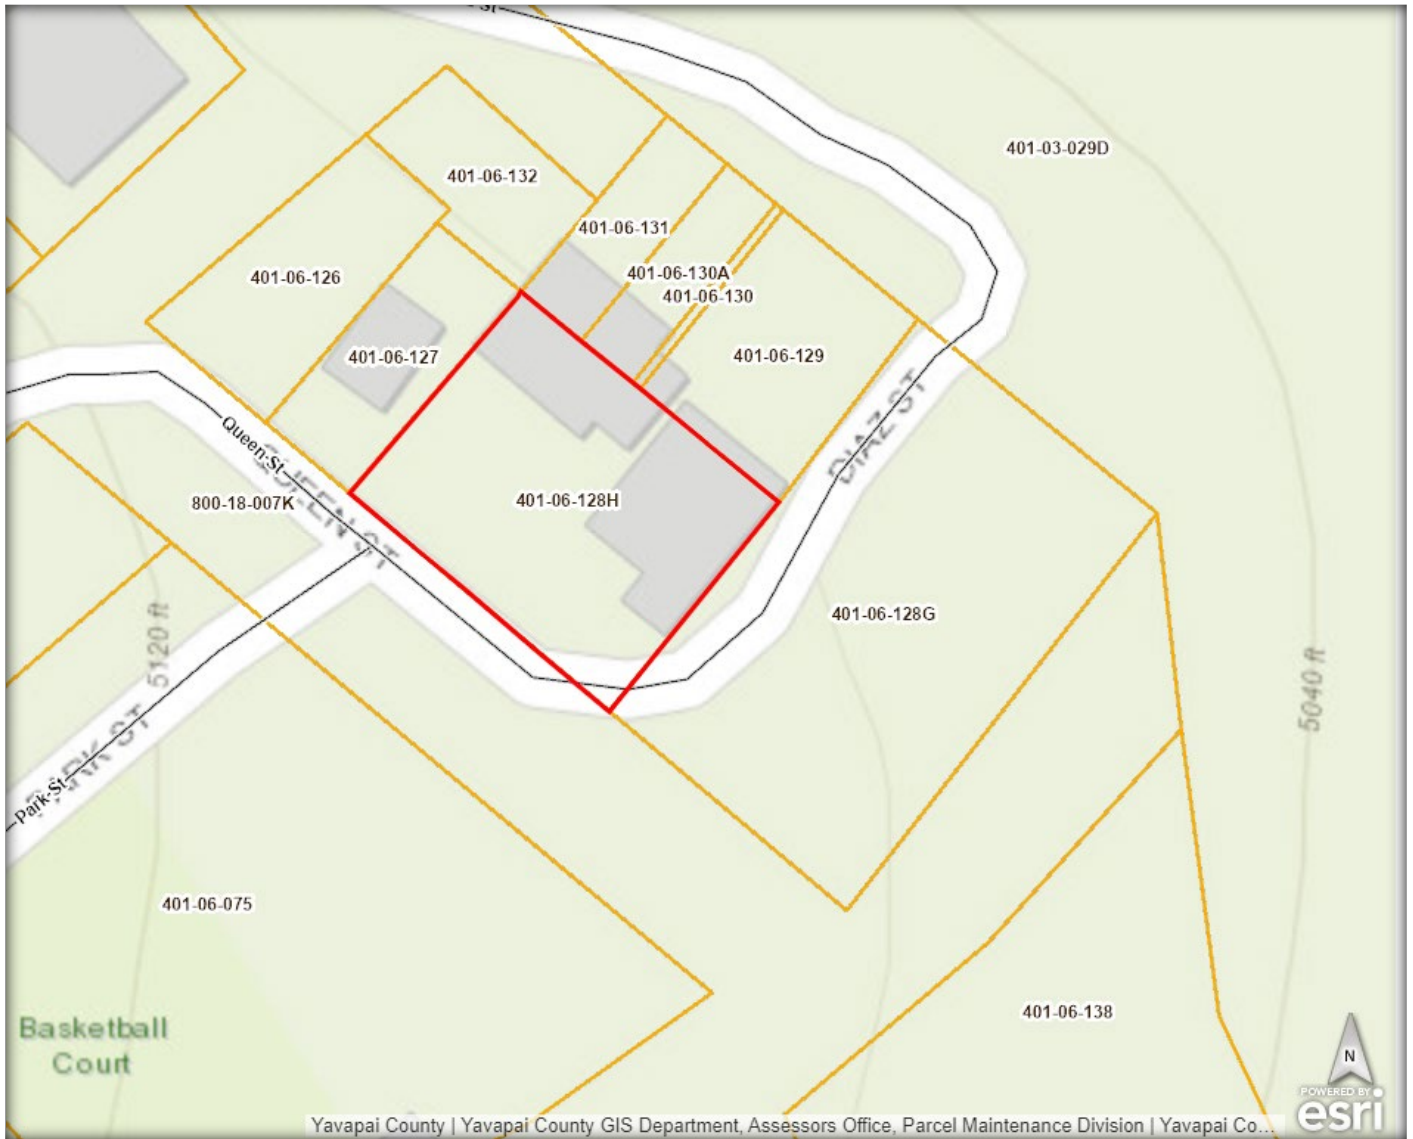 St
401-03-029D
401-06-132
401-06-131
401-06-126
401-06-130A
401-06-130
401-06-127
401-06-129
DIAZ ST
Queen St
QUEEN ST
800-18-007K
401-06-128H
401-06-128G
5120 ft
5040 ft
PARK ST
Park St
401-06-075
401-06-138
Basketball
Court
N
POWERED BY
esri
Yavapai County | Yavapai County GIS Department, Assessors Office, Parcel Maintenance Division | Yavapai Co...